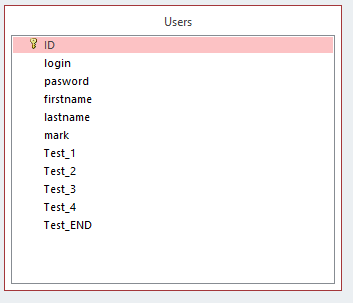 Users
ID
login
pasword
firstname
lastname
mark
Test_1
Test_2
Test_3
Test_4
Test_END